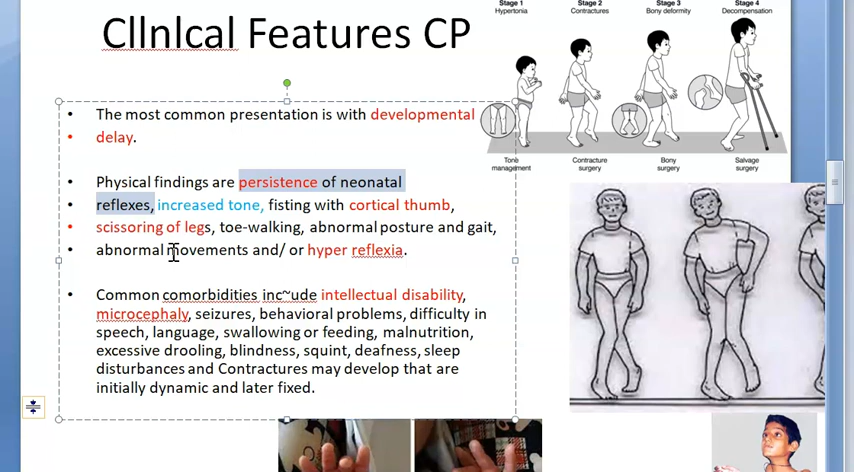 Stage 1
Hypertonia
Stage 2
Contractures
Stage 3
Bony deformity
Stage 4
Decompensation
ClInIcal Features CP
• The most common presentation is with developmental
• delay.
• Physical findings are persistence of neonatal
• reflexes, increased tone, fisting with cortical thumb,
• scissoring of legs, toe-walking, abnormal posture and gait,
• abnormal movements and/ or hyper reflexia.
• Common comorbidities inc~ude intellectual disability,
microcephaly, seizures, behavioral problems, difficulty in
speech, language, swallowing or feeding, malnutrition,
excessive drooling, blindness, squint, deafness, sleep
disturbances and Contractures may develop that are
initially dynamic and later fixed.
Tone
management
Contracture
surgery
Bony
surgery
Salvage
surgery